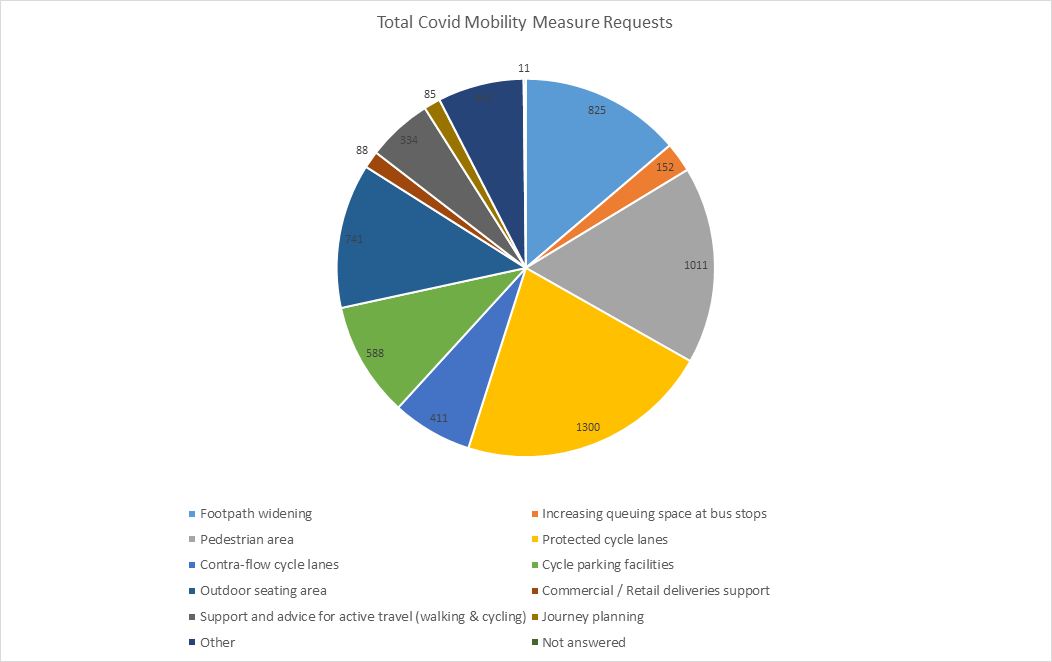 Total Covid Mobility Measure Requests
11
85
825
88
334
152
741
1011
588
411
1300
Footpath widening
Increasing queuing space at bus stops
Pedestrian area
Protected cycle lanes
Contra-flow cycle lanes
Cycle parking facilities
Outdoor seating area
Commercial / Retail deliveries support
Support and advice for active travel (walking & cycling)
Journey planning
Other
Not answered